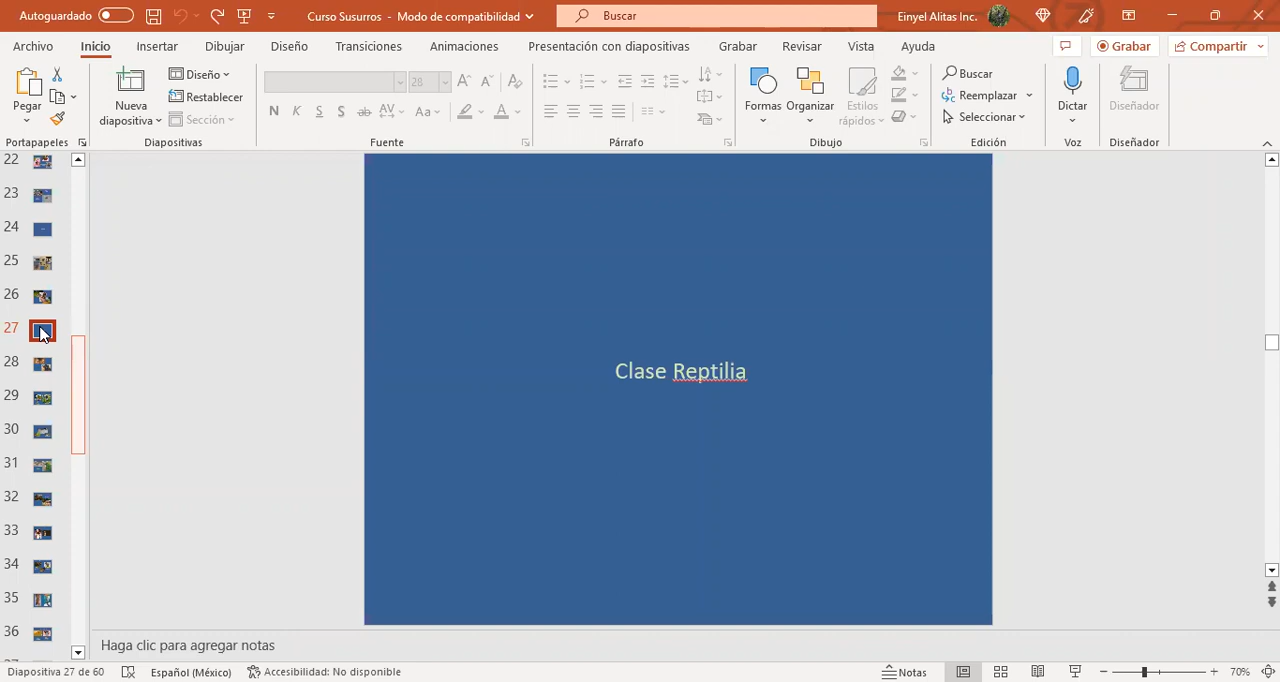 Autoguardado
Curso Susurros - Modo de compatibilidad
Buscar
Einyel Alitas Inc.
Archivo Inicio Insertar Dibujar Diseño Transiciones Animaciones Presentación con diapositivas Grabar Revisar Vista Ayuda
Grabar
Compartir
Pegar
Portapapeles
Nueva
diapositiva
Diseño
Restablecer
Sección
Diapositivas
28
N K S S ab AV Aa A
Fuente
Párrafo
Formas
Organizar
Estilos
rápidos
Dibujo
Buscar
Reemplazar
Seleccionar
Edición
Dictar
Voz
Diseñador
Diseñador
22
23
24
25
26
27
28
29
30
31
32
33
34
35
36
Clase Reptilia
Haga clic para agregar notas
Diapositiva 27 de 60
Español (México)
Accesibilidad: No disponible
Notas
70%